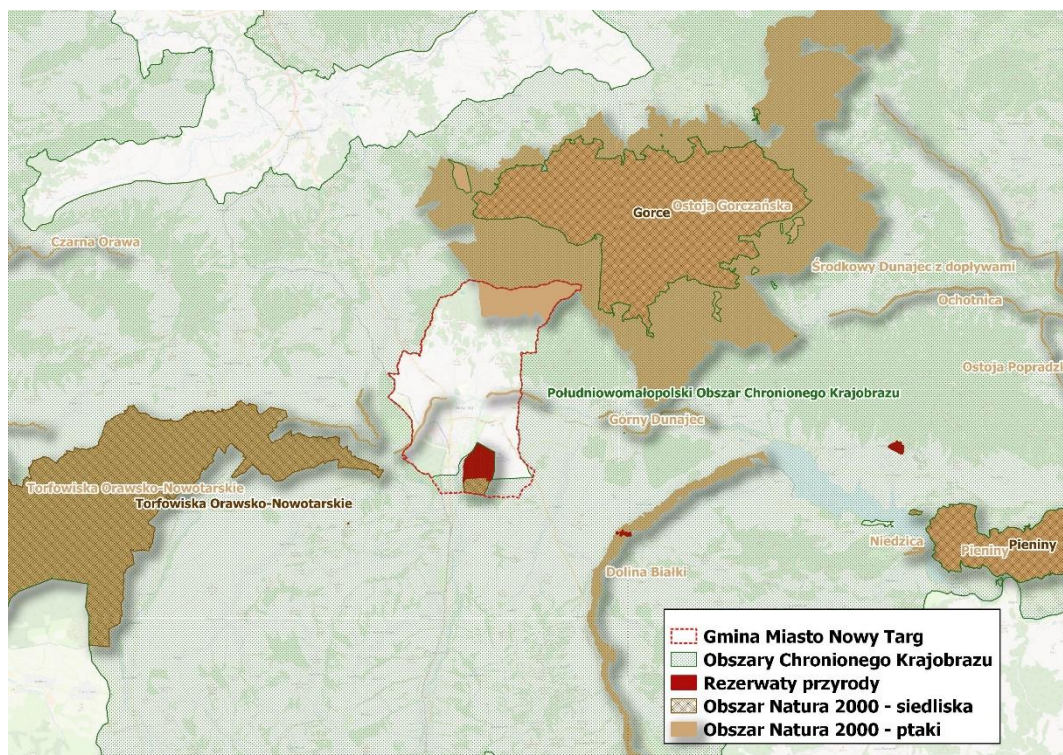 Gorce
Ostoja Gorczańska
Czarna Orawa
Środkowy Dunajec z dopływami
Ochotnica
Ostoja Popradzk
Południowomałopolski Obszar Chronionego Krajobrazu
Górny Dunajec
Torfowiska Orawsko-Nowotarskie
Torfowiska Orawsko-Nowotarskie
Niedzica
Pieniny
Pieniny
Dolina Białki
Gmina Miasto Nowy Targ
Obszary Chronionego Krajobrazu
Rezerwaty przyrody
Obszar Natura 2000 - siedliska
Obszar Natura 2000 - ptaki